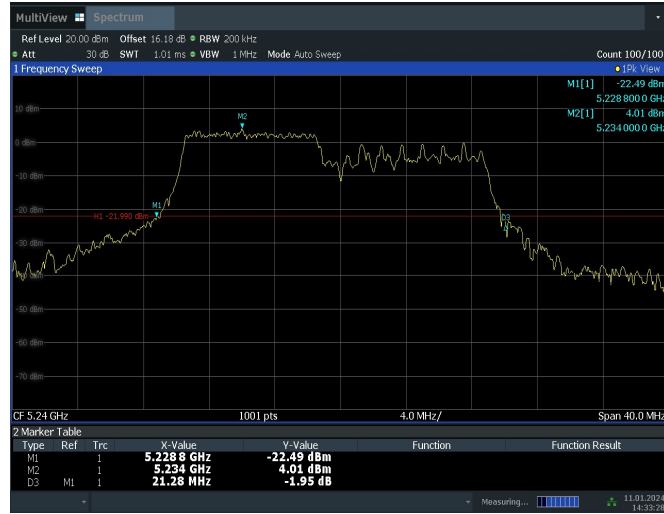 MultiView Spectrum
Ref Level 20.00 dBm Offset 16.18 dB RBW 200 kHz
Att 30 dB SWT 1.01 ms VBW 1 MHz Mode Auto Sweep Count 100/100
1 Frequency Sweep 1Pk View
M1[1] -22.49 dBm
5.228 800 0 GHz
M2[1] 4.01 dBm
5.234 000 0 GHz
10 dBm
M2
0 dBm
-10 dBm
M1
-20 dBm
H1 -21.990 dBm
D3
-30 dBm
-50 dBm
-60 dBm
-70 dBm
CF 5.24 GHz 1001 pts 4.0 MHz/ Span 40.0 MHz
2 Marker Table
Type Ref Trc X-Value Y-Value Function Function Result
M1 1 5.228 8 GHz -22.49 dBm
M2 1 5.234 GHz 4.01 dBm
D3 M1 1 21.28 MHz -1.95 dB
Measuring... 11.01.2024
14:33:28